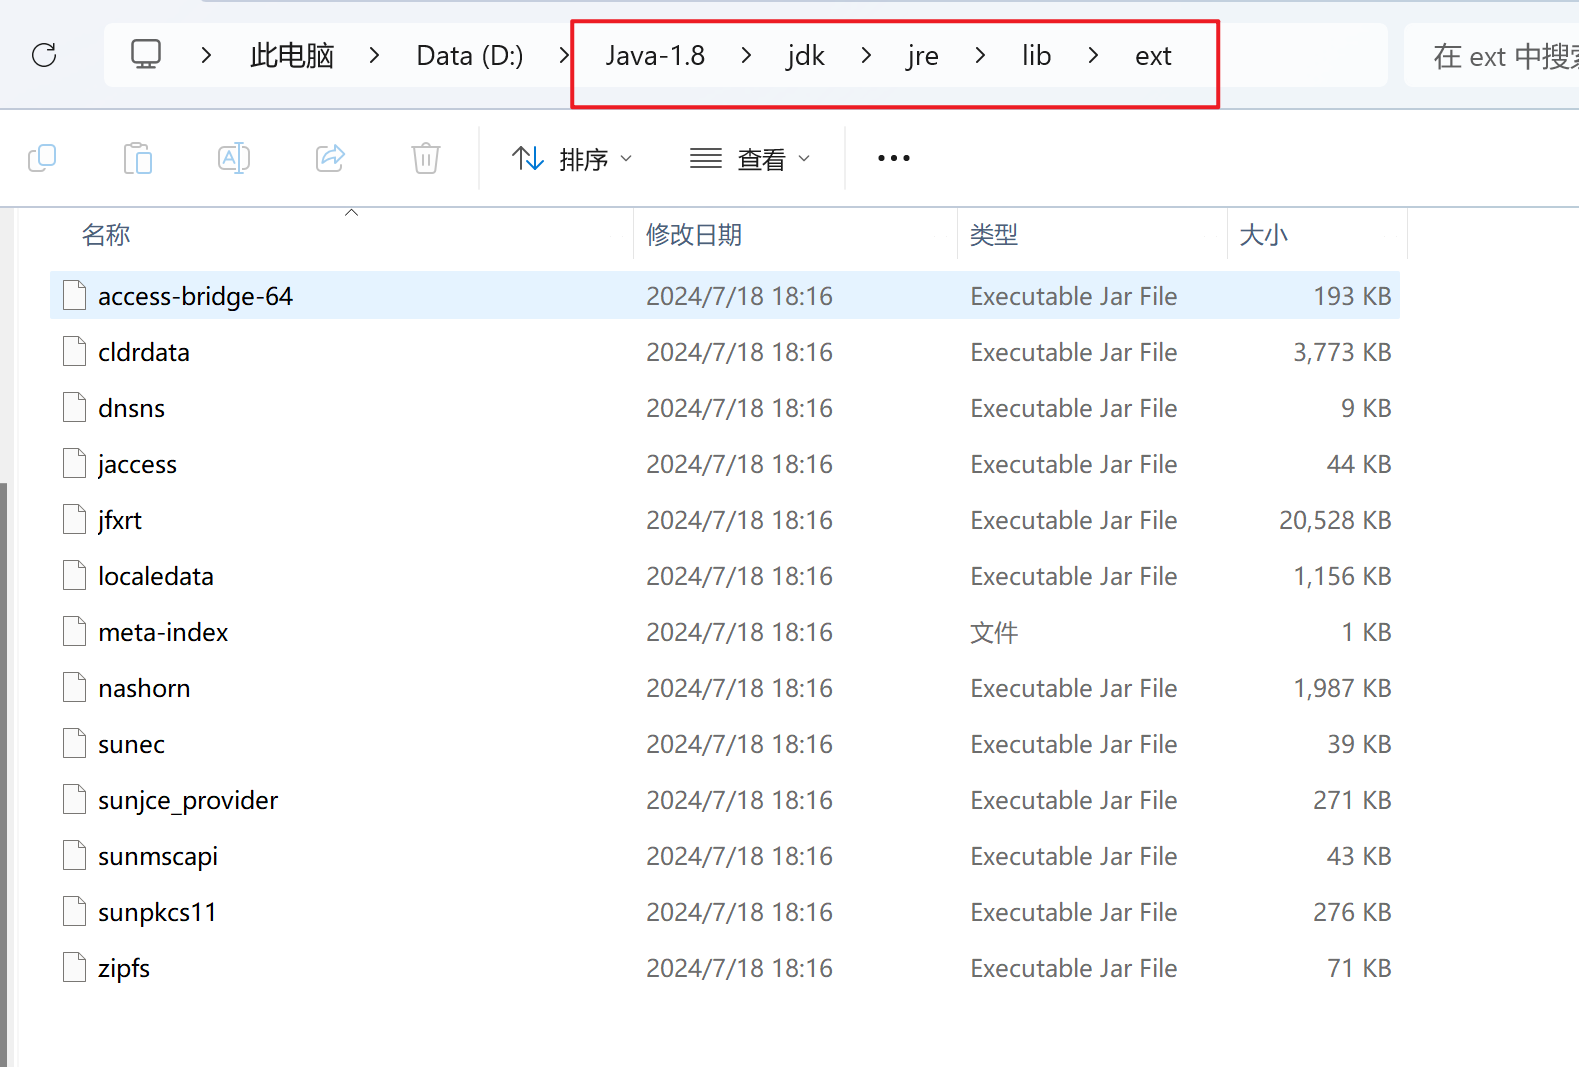 此电脑 Data (D:) Java-1.8 jdk jre lib ext 在 ext 中搜
排序 查看
名称 修改日期 类型 大小
access-bridge-64 2024/7/18 18:16 Executable Jar File 193 KB
cldrdata 2024/7/18 18:16 Executable Jar File 3,773 KB
dnsns 2024/7/18 18:16 Executable Jar File 9 KB
jaccess 2024/7/18 18:16 Executable Jar File 44 KB
jfxrt 2024/7/18 18:16 Executable Jar File 20,528 KB
localedata 2024/7/18 18:16 Executable Jar File 1,156 KB
meta-index 2024/7/18 18:16 文件 1 KB
nashorn 2024/7/18 18:16 Executable Jar File 1,987 KB
sunec 2024/7/18 18:16 Executable Jar File 39 KB
sunjce_provider 2024/7/18 18:16 Executable Jar File 271 KB
sunmscapi 2024/7/18 18:16 Executable Jar File 43 KB
sunpkcs11 2024/7/18 18:16 Executable Jar File 276 KB
zipfs 2024/7/18 18:16 Executable Jar File 71 KB